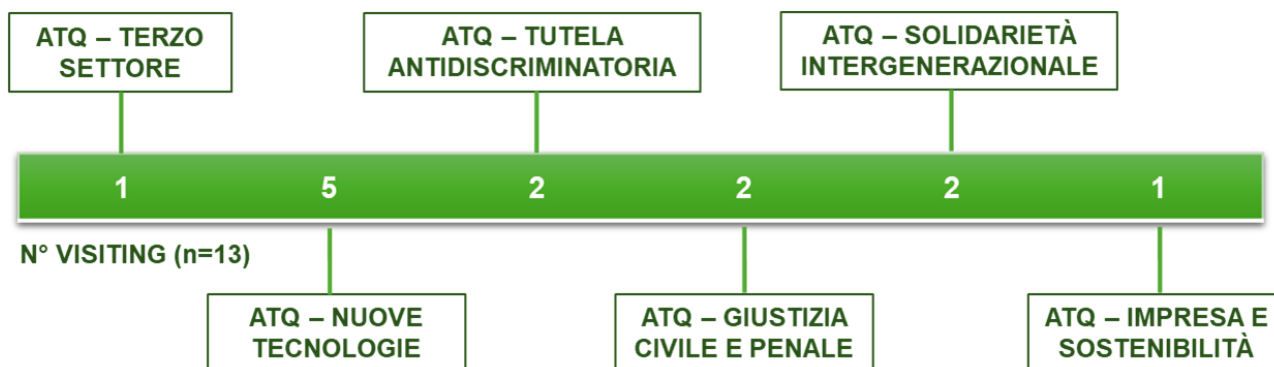 ATQ – TERZO
SETTORE
ATQ – TUTELA
ANTIDISCRIMINATORIA
ATQ – SOLIDARIETÀ
INTERGENERAZIONALE
1 5 2 2 2 1
N° VISITING (n=13)
ATQ – NUOVE
TECNOLOGIE
ATQ – GIUSTIZIA
CIVILE E PENALE
ATQ – IMPRESA E
SOSTENIBILITÀ